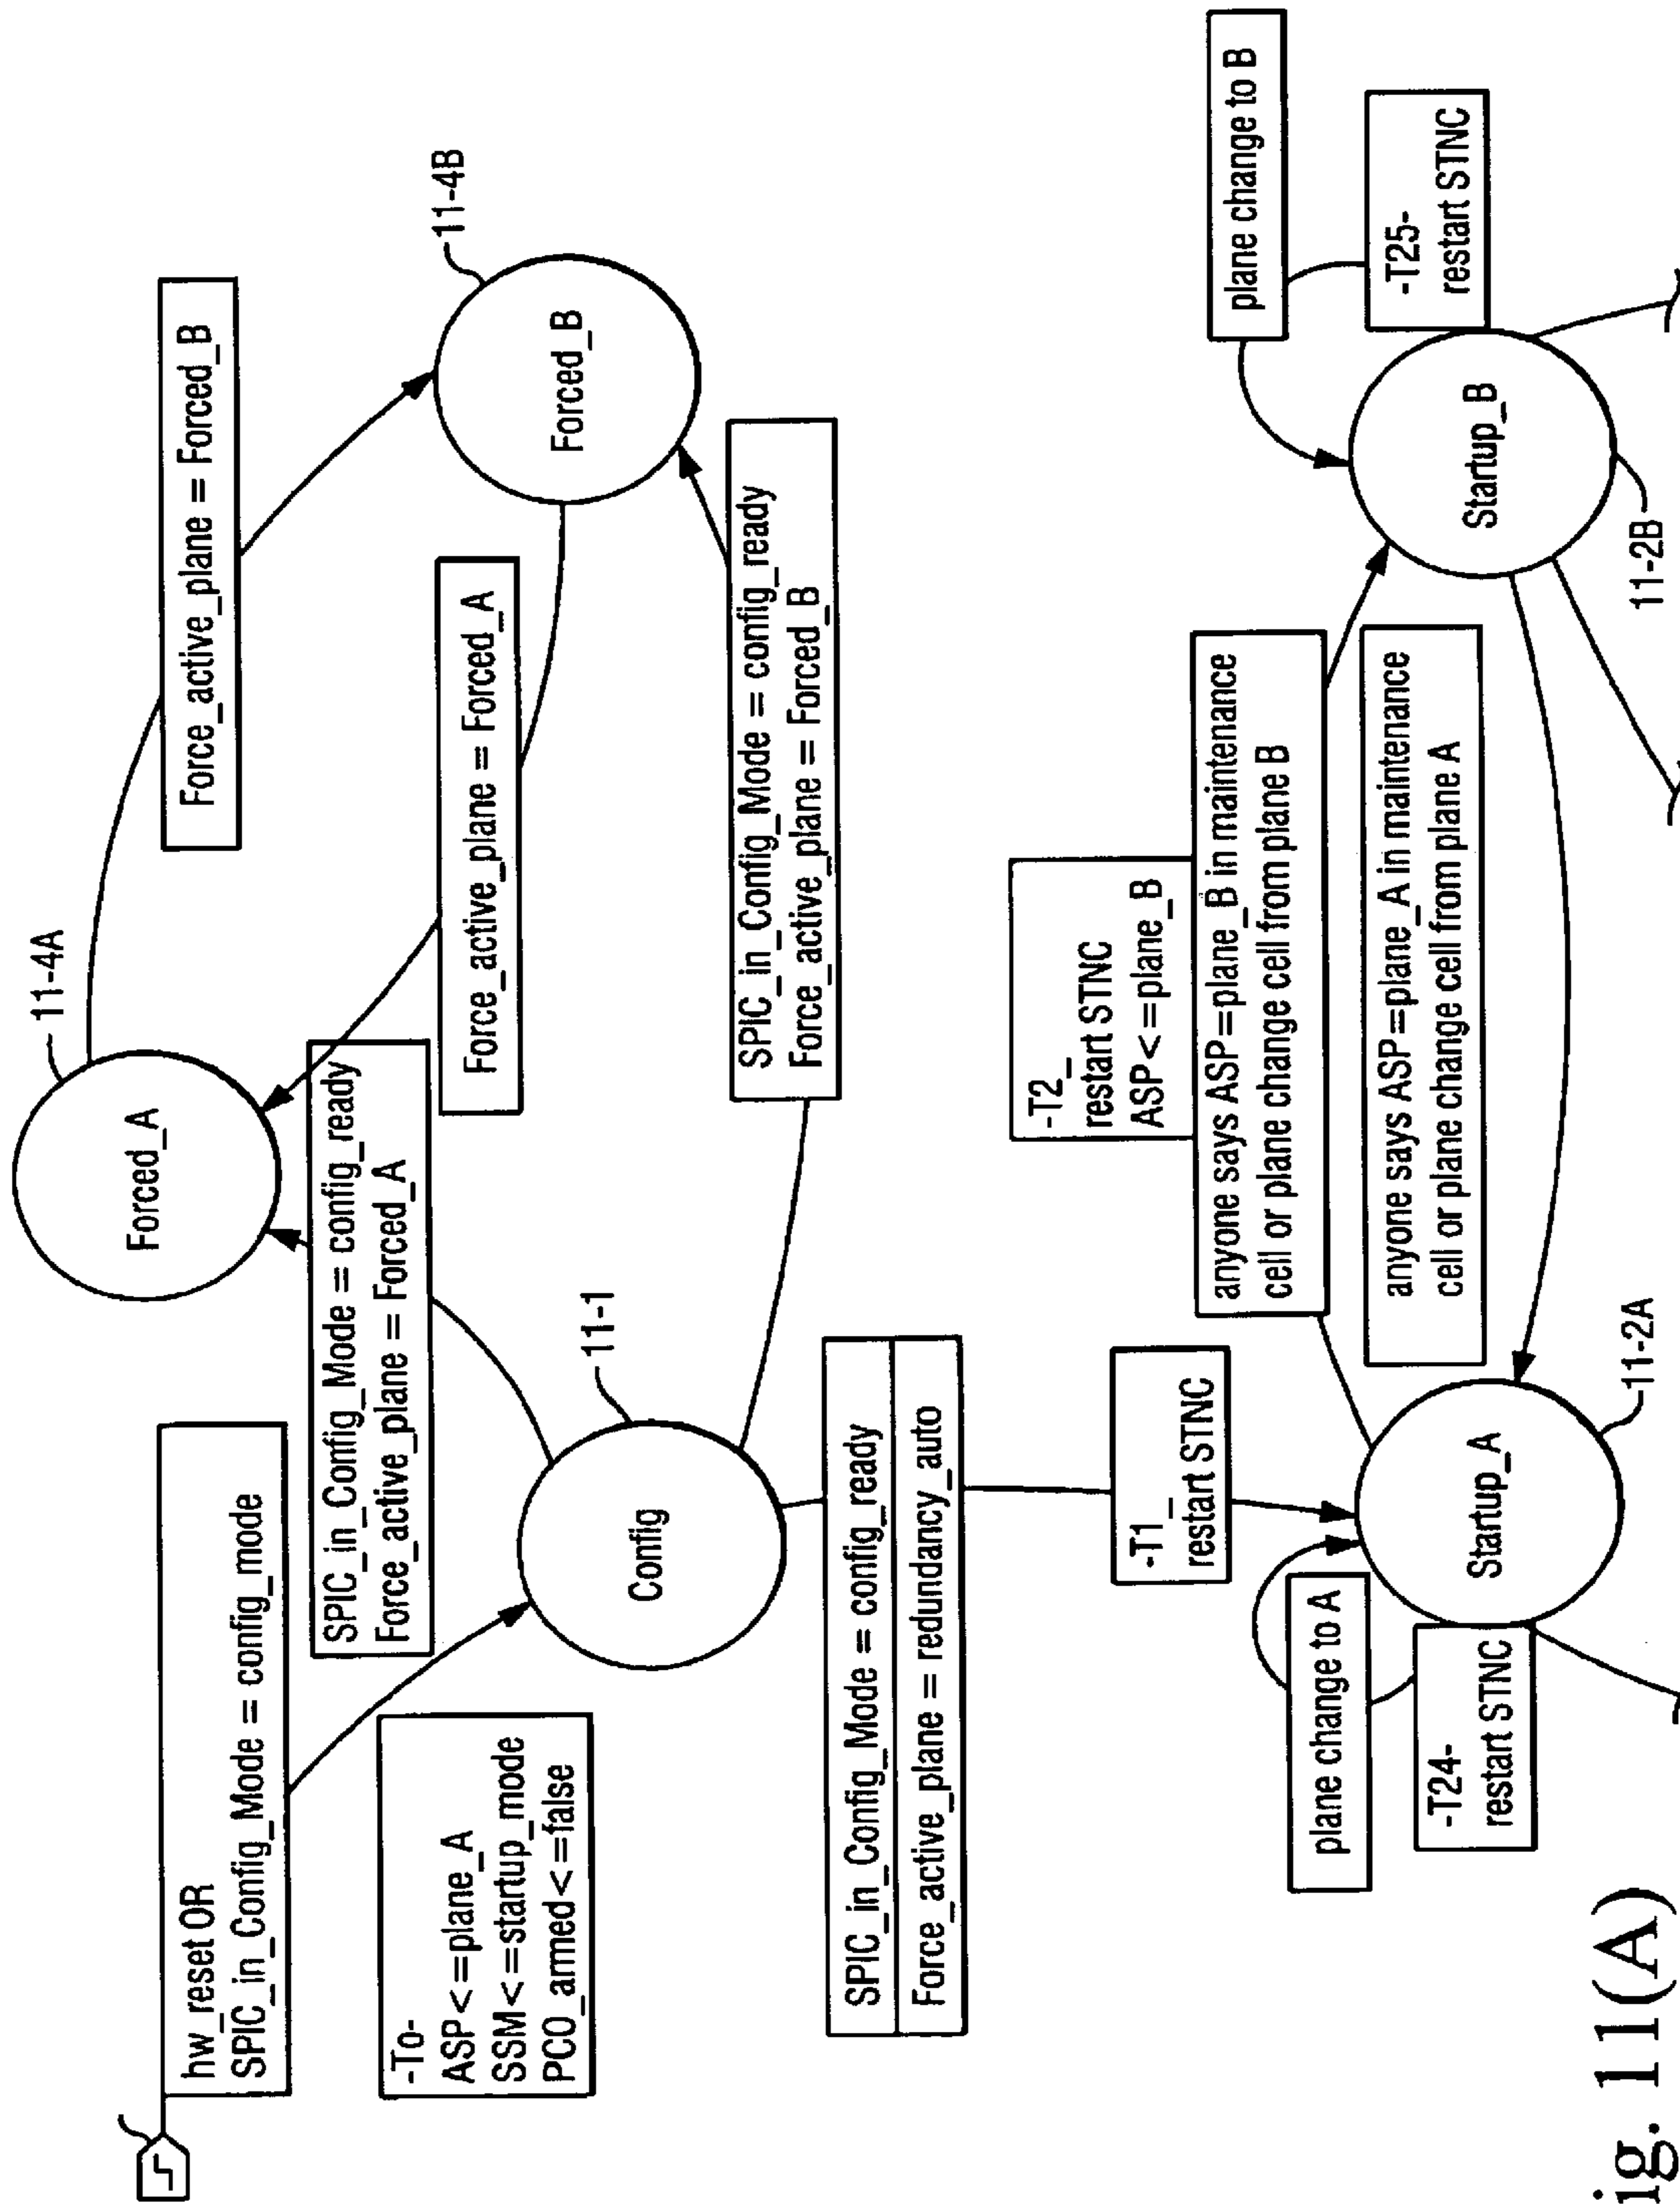 hw_reset OR
SPIC_in_Config_Mode = config_mode
-To-
ASP<=plane_A
SSM<=startup_mode
PCO_armed<=false
Forced_A
11-4A
Force_active_plane = Forced_B
11-4B
Forced_B
Force_active_plane = Forced_A
SPIC_in_Config_Mode = config_ready
Force_active_plane = Forced_A
SPIC_in_Config_Mode = config_ready
Force_active_plane = Forced_B
Config
11-1
SPIC_in_Config_Mode = config_ready
Force_active_plane = redundancy_auto
-T1_
restart STNC
-T2_
restart STNC
ASP<=plane_B
anyone says ASP=plane_B in maintenance
cell or plane change cell from plane B
anyone says ASP=plane_A in maintenance
cell or plane change cell from plane A
plane change to A
-T24-
restart STNC
Startup_A
11-2A
plane change to B
-T25-
restart STNC
Startup_B
11-2B
ig. 11(A)